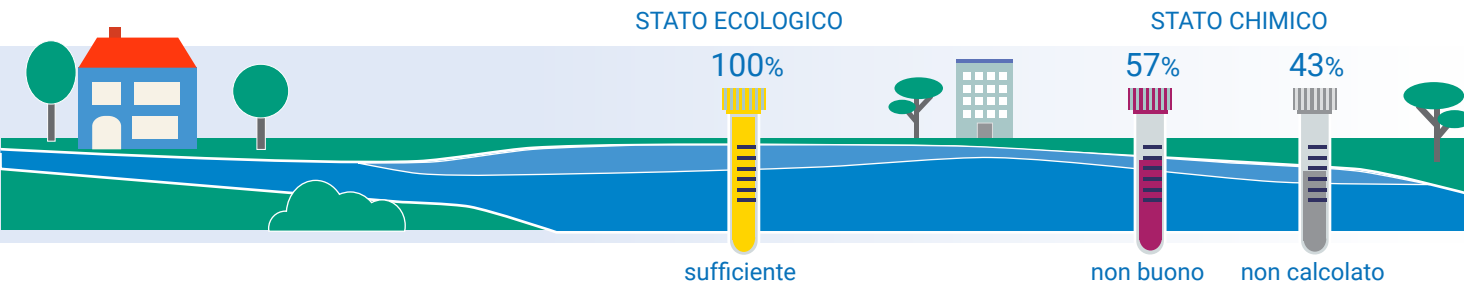 STATO ECOLOGICO
STATO CHIMICO
100%
57%
43%
sufficiente
non buono
non calcolato